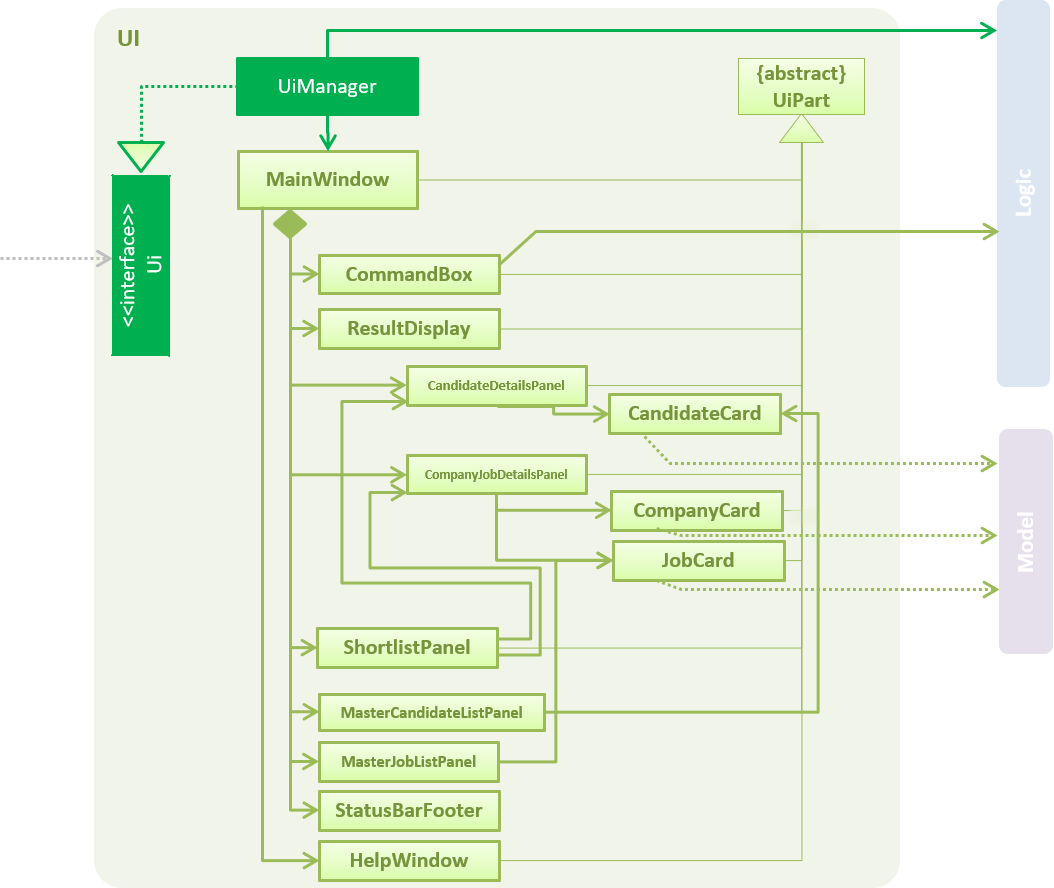 UI
UiManager
{abstract}
UiPart
Logic
MainWindow
<<interface>>
Ui
CommandBox
ResultDisplay
CandidateDetailsPanel
CandidateCard
CompanyJobDetailsPanel
CompanyCard
Model
JobCard
ShortlistPanel
MasterCandidateListPanel
MasterJobListPanel
StatusBarFooter
HelpWindow